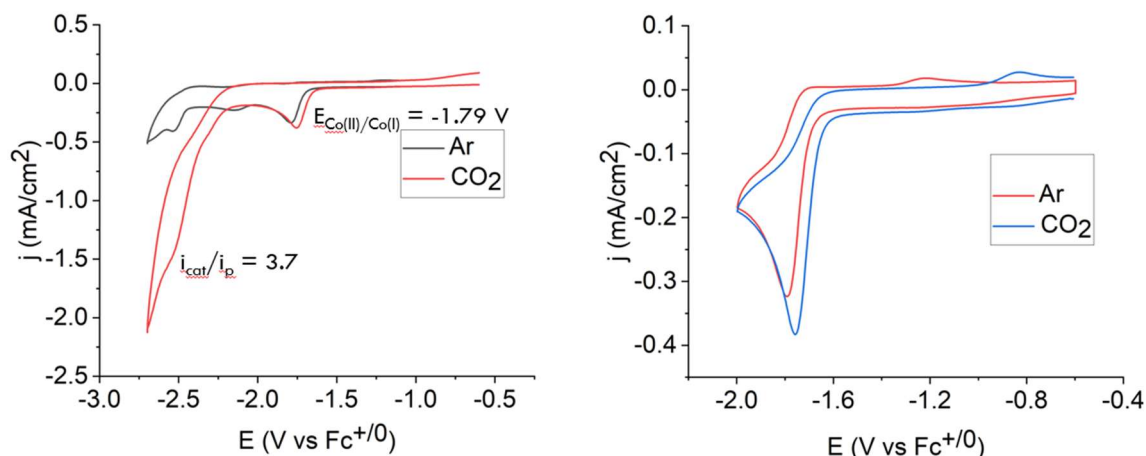 0.5
0.0
-0.5
-1.0
-1.5
-2.0
-2.5
-3.0 -2.5 -2.0 -1.5 -1.0 -0.5
j (mA/cm2)
E (V vs Fc+/0)
ECo(II)/Co(I) = -1.79 V
Ar
CO2
icat/ip = 3.7
0.1
0.0
-0.1
-0.2
-0.3
-0.4
-2.0 -1.6 -1.2 -0.8 -0.4
j (mA/cm2)
E (V vs Fc+/0)
Ar
CO2